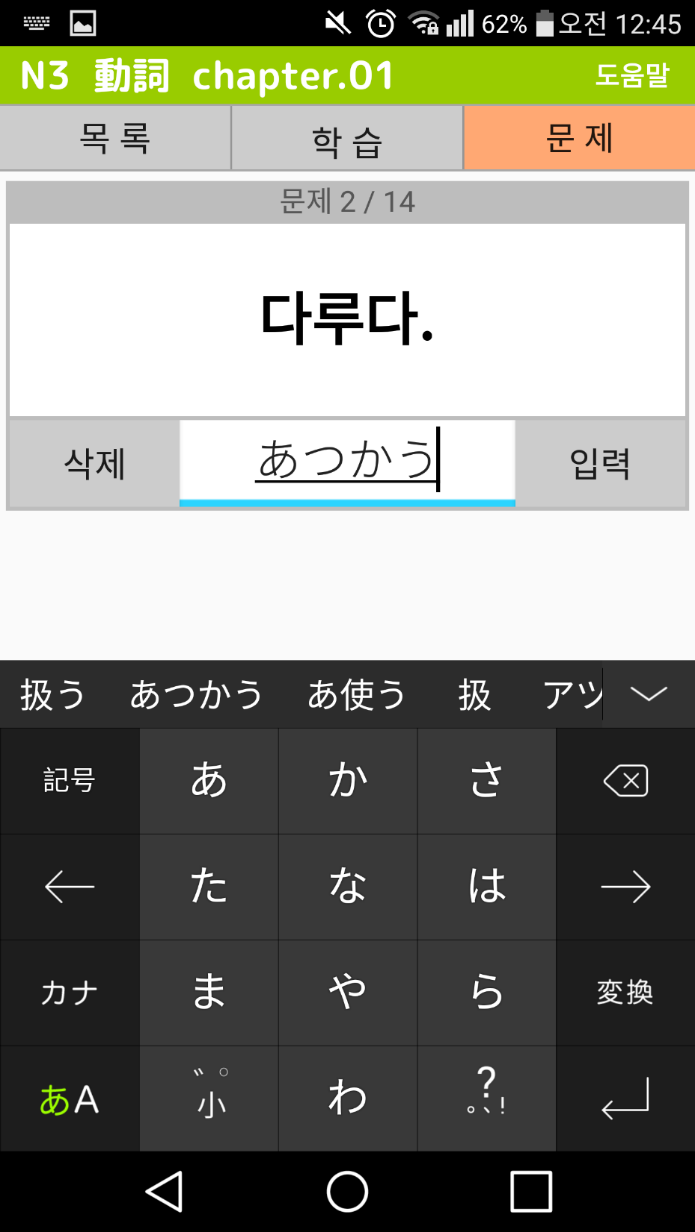 62% 오전 12:45
N3 動詞 chapter.01 도움말
목 록 학 습 문 제
문제 2 / 14
다루다.
삭제 あつかう 입력
扱う あつかう あ使う 扱 アツ
記号 あ か さ
た な は
カナ ま や ら 変換
あA ゛゜小 わ ?。、!